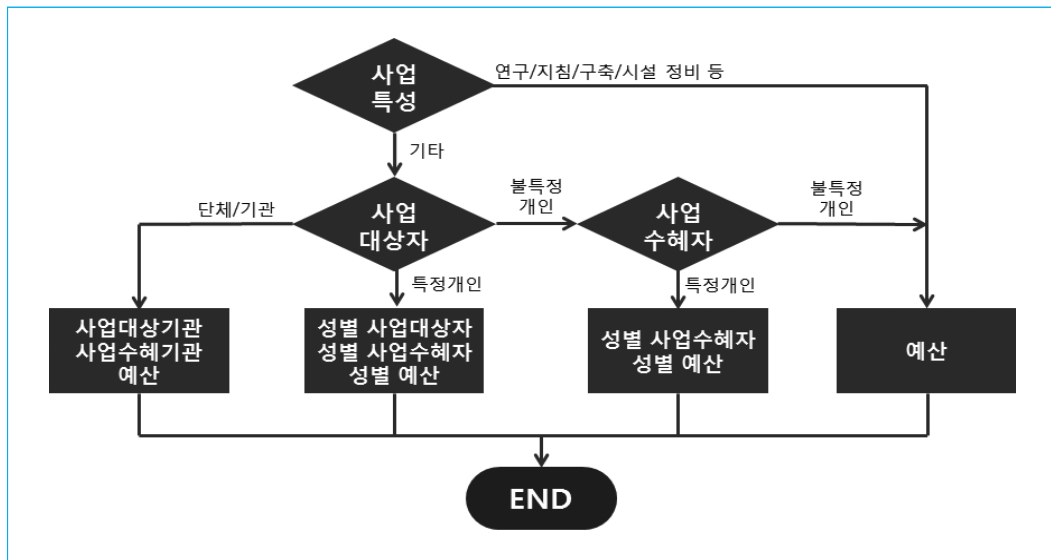 사업
특성
연구/지침/구축/시설 정비 등
기타
단체/기관
사업
대상자
불특정
개인
사업
수혜자
불특정
개인
특정개인
특정개인
사업대상기관
사업수혜기관
예산
성별 사업대상자
성별 사업수혜자
성별 예산
성별 사업수혜자
성별 예산
예산
END